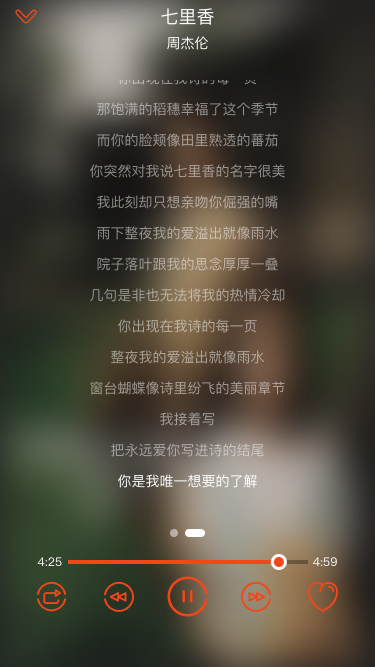 七里香
周杰伦
那饱满的稻穗幸福了这个季节
而你的脸颊像田里熟透的番茄
你突然对我说七里香的名字很美
我此刻却只想亲吻你倔强的嘴
雨下整夜我的爱溢出就像雨水
院子落叶跟我的思念厚厚一叠
几句是非也无法将我的热情冷却
你出现在我诗的每一页
整夜我的爱溢出就像雨水
窗台蝴蝶像诗里纷飞的美丽章节
我接着写
把永远爱你写进诗的结尾
你是我唯一想要的了解
4:25
4:59